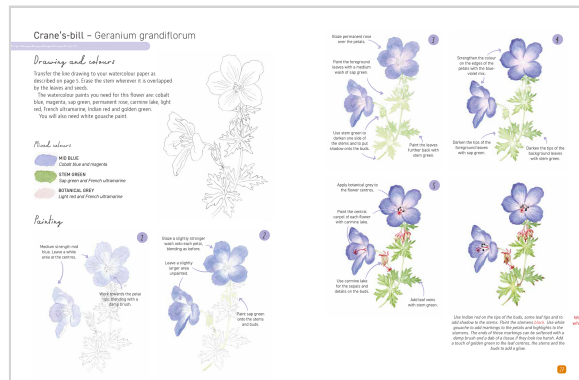 Crane's-bill – Geranium grandiflorum
Drawing and colours
Transfer the line drawing to your watercolour paper as
described on page 5. Erase the stem wherever it is overlapped
by the leaves and seeds.
The watercolour paints you need for this flower are: cobalt
blue, magenta, sap green, permanent rose, carmine lake, light
red, French ultramarine, Indian red and golden green.
You will also need white gouache paint.
Mixed colours
MID BLUE
Cobalt blue and magenta
STEM GREEN
Sap green and French ultramarine
BOTANICAL GREY
Light red and French ultramarine
Painting
1
Medium strength mid
blue. Leave a white
area at the centres.
Work towards the petal
tips, blending with a
damp brush.
2
Glaze a slightly stronger
wash onto each petal,
blending as before.
Leave a slightly
larger area
unpainted.
Paint sap green
onto the stems
and buds.
3
Glaze permanent rose
over the petals.
Paint the foreground
leaves with a medium
wash of sap green.
Use stem green to
darken one side of
the stems and to put
shadow onto the buds.
Paint the leaves
further back with
stem green.
4
Strengthen the colour
on the edges of the
petals with the blue-
violet mix.
Darken the tips of the
foreground leaves
with sap green.
Darken the tips of the
background leaves
with stem green.
5
Apply botanical grey to
the flower centres.
Paint the central
carpel of each flower
with carmine lake.
Use carmine lake
for the sepals and
details on the buds.
Add leaf veins
with stem green.
Use Indian red on the tips of the buds, some leaf tips and to
add shadow to the stems. Paint the stamens black. Use white
gouache to add markings to the petals and highlights to the
stamens. The ends of these markings can be softened with a
damp brush and a dab of a tissue if they look too harsh. Add
a touch of golden green to the leaf centres, the stems and the
buds to add a glow.
21